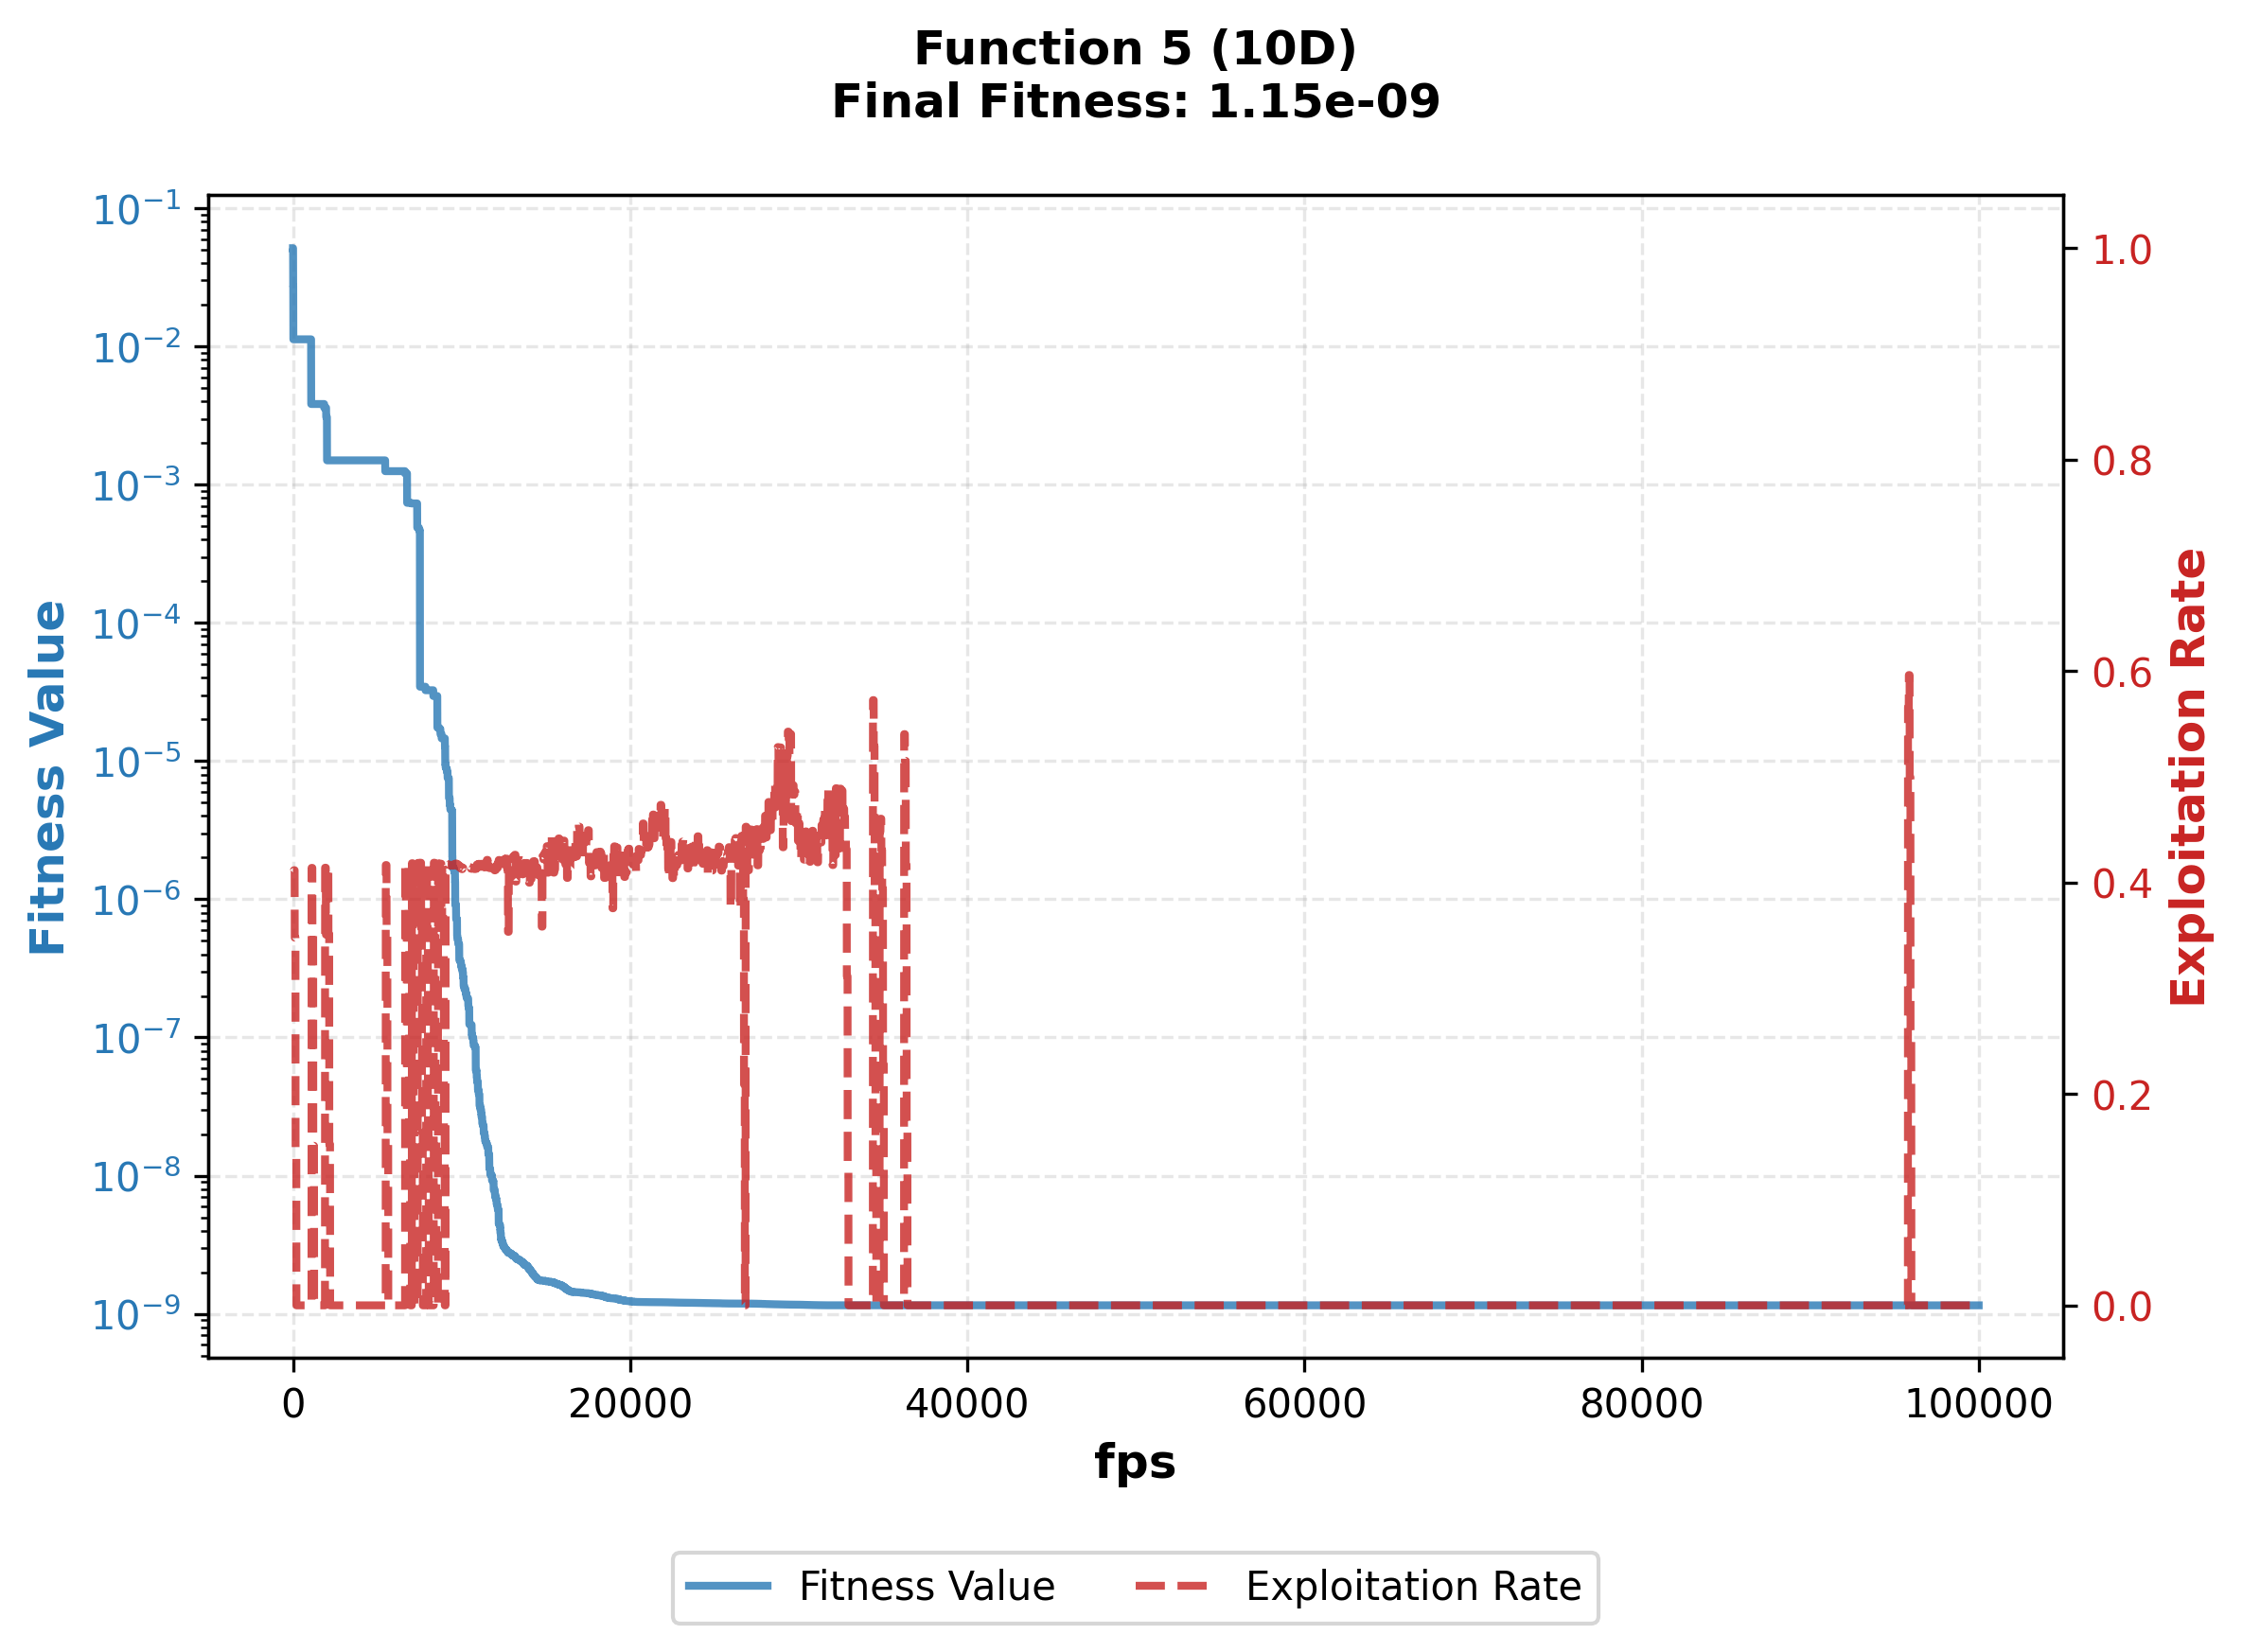 Function 5 (10D)
Final Fitness: 1.15e-09
Fitness Value
10⁻¹
10⁻²
10⁻³
10⁻⁴
10⁻⁵
10⁻⁶
10⁻⁷
10⁻⁸
10⁻⁹
1.0
0.8
0.6
0.4
0.2
0.0
Exploitation Rate
0 20000 40000 60000 80000 100000
fps
Fitness Value Exploitation Rate